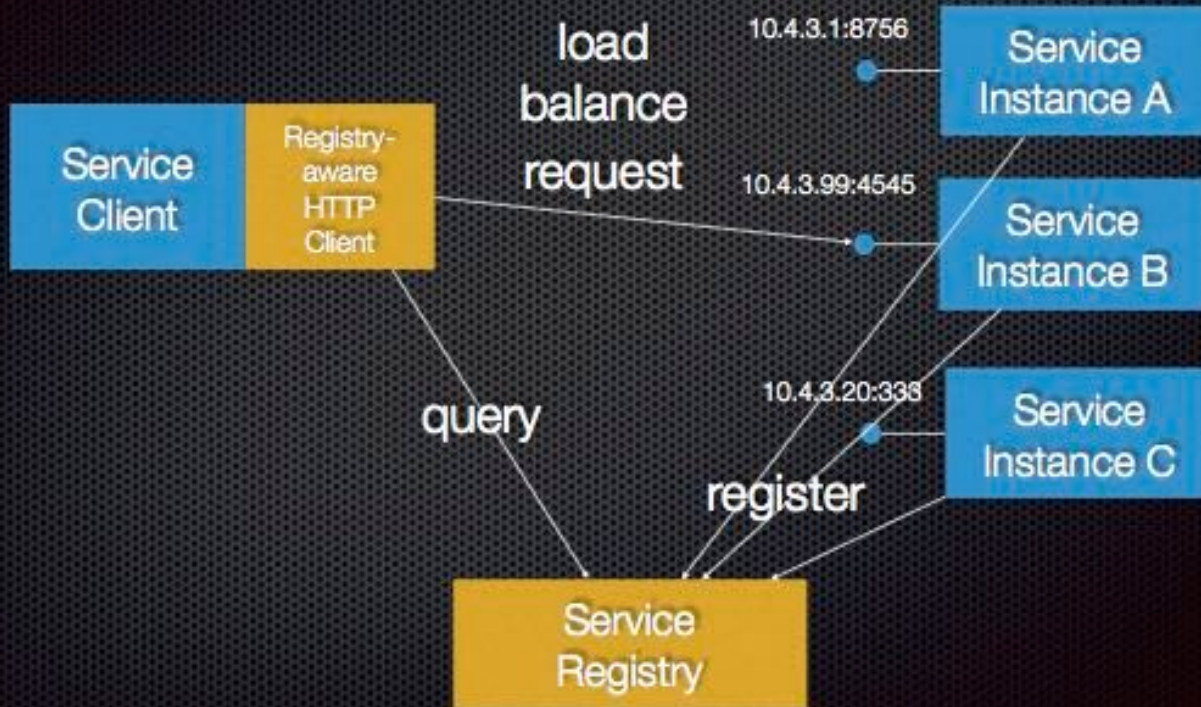 Service
Client
Registry-
aware
HTTP
Client
load
balance
request
10.4.3.1:8756
Service
Instance A
10.4.3.99:4545
Service
Instance B
10.4.3.20:333
Service
Instance C
query
register
Service
Registry